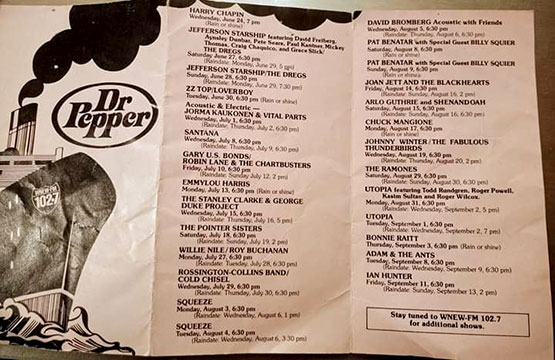 Dr
Pepper
WNEW-FM
102.7
HARRY CHAPIN
Wednesday, June 24, 7 pm
(Rain or shine)
JEFFERSON STARSHIP featuring David Freiberg,
Aynsley Dunbar, Pete Sears, Paul Kantner, Mickey
Thomas, Craig Chaquico, and Grace Slick/
THE DREGS
Saturday, June 27, 6:30 pm
(Raindate: Monday, June 29, 5 pm)
JEFFERSON STARSHIP/THE DREGS
Sunday, June 28, 6:30 pm
(Raindate: Monday, June 29, 7:30 pm)
ZZ TOP/LOVERBOY
Tuesday, June 30, 6:30 pm (Rain or shine)
Acoustic & Electric —
JORMA KAUKONEN & VITAL PARTS
Wednesday, July 1, 6:30 pm
(Raindate: Thursday, July 2, 6:30 pm)
SANTANA
Wednesday, July 8, 6:30 pm
(Raindate: Thursday, July 9, 6:30 pm)
GARY U.S. BONDS/
ROBIN LANE & THE CHARTBUSTERS
Friday, July 10, 6:30 pm
(Raindate: Sunday, July 12, 2 pm)
EMMYLOU HARRIS
Monday, July 13, 6:30 pm (Rain or shine)
THE STANLEY CLARKE & GEORGE
DUKE PROJECT
Wednesday, July 15, 6:30 pm
(Raindate: Thursday, July 16, 5 pm)
THE POINTER SISTERS
Saturday, July 18, 6:30 pm
(Raindate: Sunday, July 19, 2 pm)
WILLIE NILE/ROY BUCHANAN
Monday, July 27, 6:30 pm
(Raindate: Tuesday, July 28, 6:30 pm)
ROSSINGTON-COLLINS BAND/
COLD CHISEL
Wednesday, July 29, 6:30 pm
(Raindate: Thursday, July 30, 6:30 pm)
SQUEEZE
Monday, August 3, 6:30 pm
(Raindate: Wednesday, August 6, 1 pm)
SQUEEZE
Tuesday, August 4, 6:30 pm
(Raindate: Wednesday, August 6, 3:30 pm)
DAVID BROMBERG Acoustic with Friends
Wednesday, August 5, 6:30 pm
(Raindate: Thursday, August 6, 6:30 pm)
PAT BENATAR with Special Guest BILLY SQUIER
Saturday, August 8, 6:30 pm
(Rain or shine)
PAT BENATAR with Special Guest BILLY SQUIER
Sunday, August 9, 6:30 pm
(Rain or shine)
JOAN JETT AND THE BLACKHEARTS
Friday, August 14, 6:30 pm
(Raindate: Sunday, August 16, 2 pm)
ARLO GUTHRIE and SHENANDOAH
Saturday, August 15, 6:30 pm
(Rain or shine)
CHUCK MANGIONE
Monday, August 17, 6:30 pm
(Rain or shine)
JOHNNY WINTER/THE FABULOUS
THUNDERBIRDS
Wednesday, August 19, 6:30 pm
(Raindate: Thursday, August 20, 2 pm)
THE RAMONES
Saturday, August 29, 6:30 pm
(Raindate: Sunday, August 30, 6:30 pm)
UTOPIA featuring Todd Rundgren, Roger Powell,
Kasim Sultan and Roger Wilcox.
Monday, August 31, 6:30 pm
(Raindate: Wednesday, September 2, 5 pm)
UTOPIA
Tuesday, September 1, 6:30 pm
(Raindate: Wednesday, September 2, 7 pm)
BONNIE RAITT
Thursday, September 3, 6:30 pm (Rain or shine)
ADAM & THE ANTS
Tuesday, September 8, 6:30 pm
(Raindate: Wednesday, September 9, 6:30 pm)
IAN HUNTER
Friday, September 11, 6:30 pm
(Raindate: Sunday, September 13, 2 pm)
Stay tuned to WNEW-FM 102.7
for additional shows.